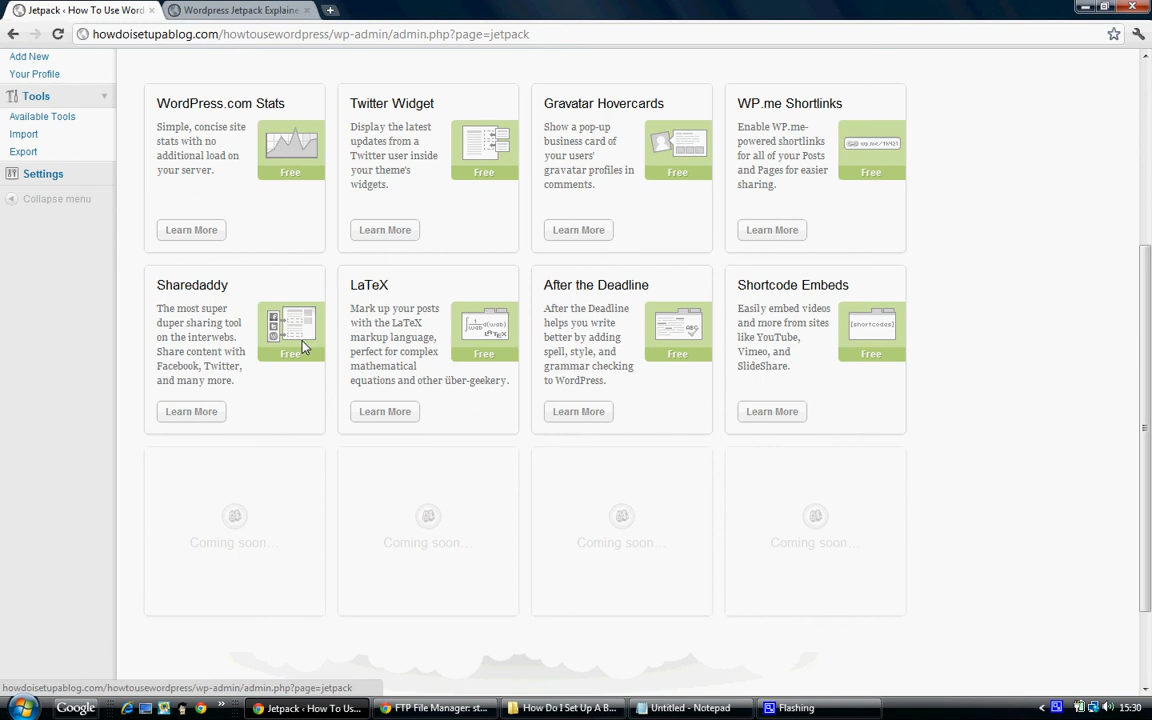 Jetpack ‹ How To Use Word
Wordpress Jetpack Explaine
howdoisetupablog.com/howtousewordpress/wp-admin/admin.php?page=jetpack
Add New
Your Profile
Tools
Available Tools
Import
Export
Settings
Collapse menu
WordPress.com Stats
Simple, concise site
stats with no
additional load on
your server.
Free
Learn More
Twitter Widget
Display the latest
updates from a
Twitter user inside
your theme's
widgets.
Free
Learn More
Gravatar Hovercards
Show a pop-up
business card of
your users'
gravatar profiles in
comments.
Free
Learn More
WP.me Shortlinks
Enable WP.me-
powered shortlinks
for all of your Posts
and Pages for easier
sharing.
Free
Learn More
Sharedaddy
The most super
duper sharing tool
on the interwebs.
Share content with
Facebook, Twitter,
and many more.
Free
Learn More
LaTeX
Mark up your posts
with the LaTeX
markup language,
perfect for complex
mathematical
equations and other über-geekery.
Free
Learn More
After the Deadline
After the Deadline
helps you write
better by adding
spell, style, and
grammar checking
to WordPress.
ABC
Free
Learn More
Shortcode Embeds
Easily embed videos
and more from sites
like YouTube,
Vimeo, and
SlideShare.
[shortcodes]
Free
Learn More
Coming soon...
Coming soon...
Coming soon...
Coming soon...
howdoisetupablog.com/howtousewordpress/wp-admin/admin.php?page=jetpack
Google
Jetpack ‹ How To Us...
FTP File Manager: st...
How Do I Set Up A B...
Untitled - Notepad
Flashing
15:30